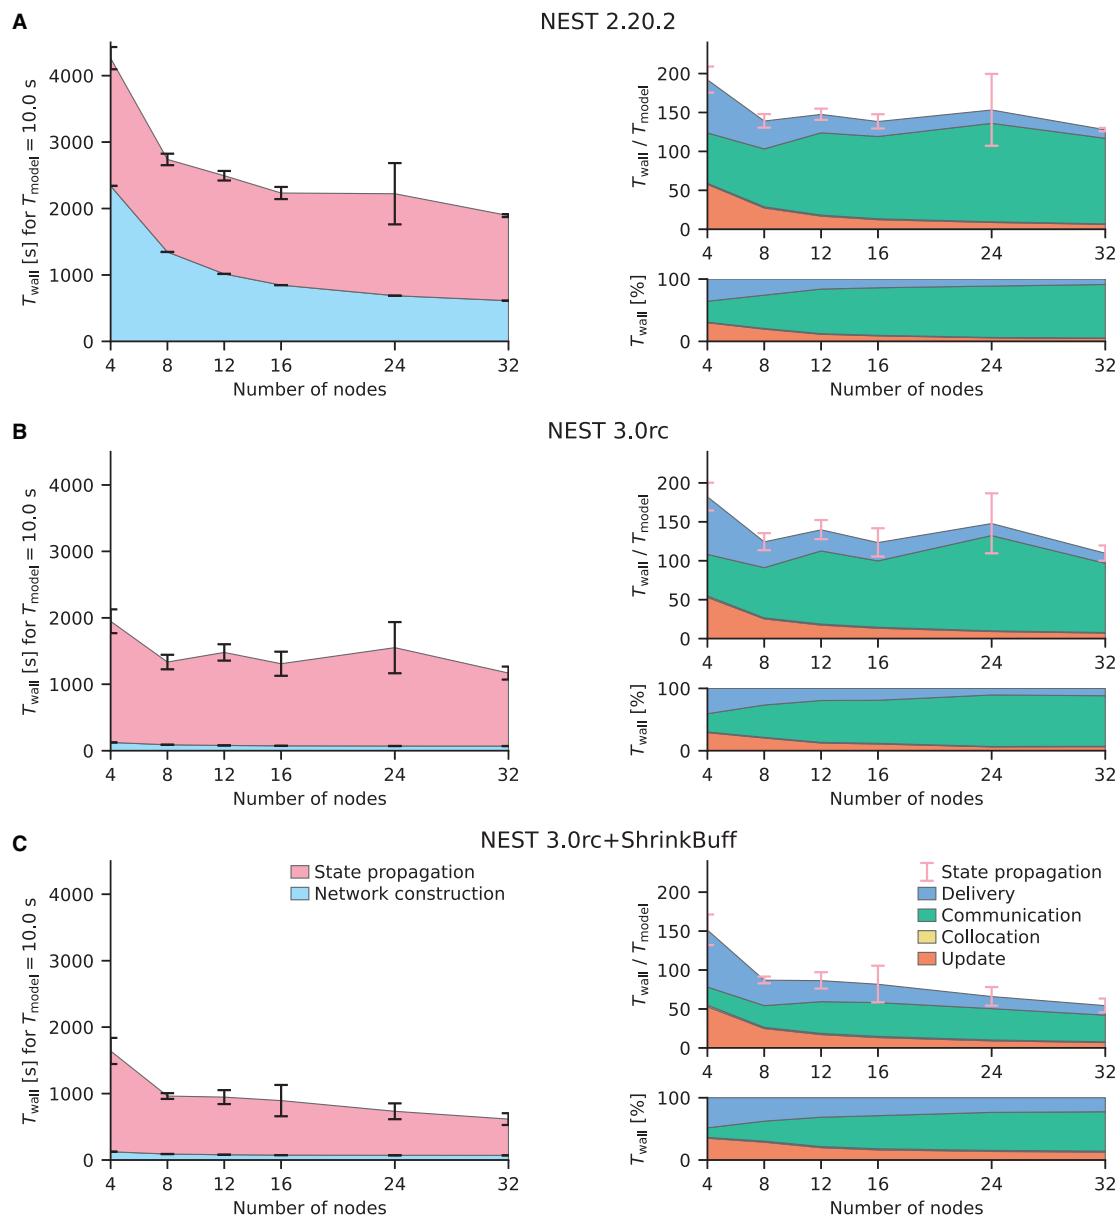 A
NEST 2.20.2
T_wall [s] for T_model = 10.0 s
4000
3000
2000
1000
0
4 8 12 16 24 32
Number of nodes
T_wall / T_model
200
150
100
50
0
4 8 12 16 24 32
T_wall [%]
100
0
4 8 12 16 24 32
Number of nodes
B
NEST 3.0rc
T_wall [s] for T_model = 10.0 s
4000
3000
2000
1000
0
4 8 12 16 24 32
Number of nodes
T_wall / T_model
200
150
100
50
0
4 8 12 16 24 32
T_wall [%]
100
0
4 8 12 16 24 32
Number of nodes
C
NEST 3.0rc+ShrinkBuff
T_wall [s] for T_model = 10.0 s
4000
3000
2000
1000
0
State propagation
Network construction
4 8 12 16 24 32
Number of nodes
T_wall / T_model
200
150
100
50
0
State propagation
Delivery
Communication
Collocation
Update
4 8 12 16 24 32
T_wall [%]
100
0
4 8 12 16 24 32
Number of nodes